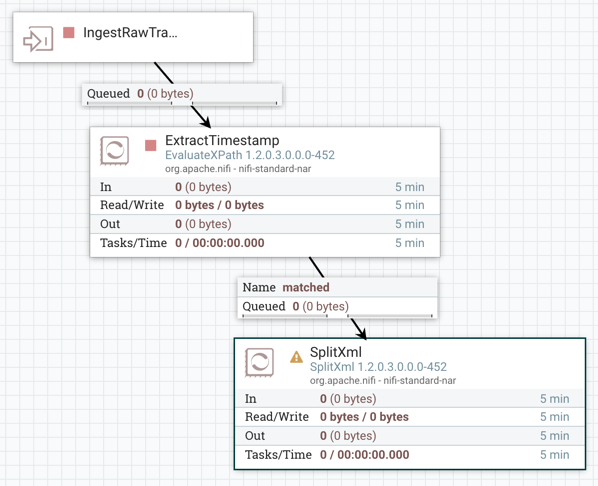 IngestRawTra...
Queued 0 (0 bytes)
ExtractTimestamp
EvaluateXPath 1.2.0.3.0.0.0-452
org.apache.nifi - nifi-standard-nar
In 0 (0 bytes) 5 min
Read/Write 0 bytes / 0 bytes 5 min
Out 0 (0 bytes) 5 min
Tasks/Time 0 / 00:00:00.000 5 min
Name matched
Queued 0 (0 bytes)
SplitXml
SplitXml 1.2.0.3.0.0.0-452
org.apache.nifi - nifi-standard-nar
In 0 (0 bytes) 5 min
Read/Write 0 bytes / 0 bytes 5 min
Out 0 (0 bytes) 5 min
Tasks/Time 0 / 00:00:00.000 5 min